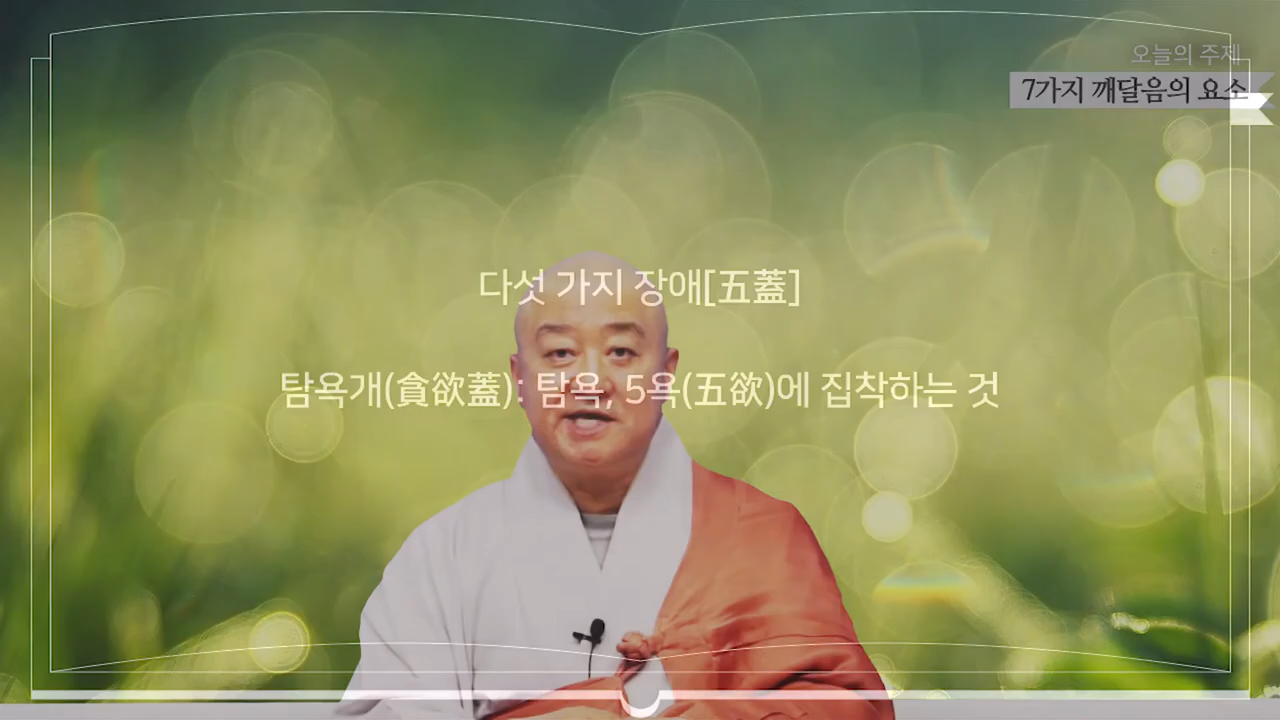 오늘의 주제
7가지 깨달음의 요소
다섯 가지 장애[五蓋]
탐욕개(貪欲蓋): 탐욕, 5욕(五欲)에 집착하는 것